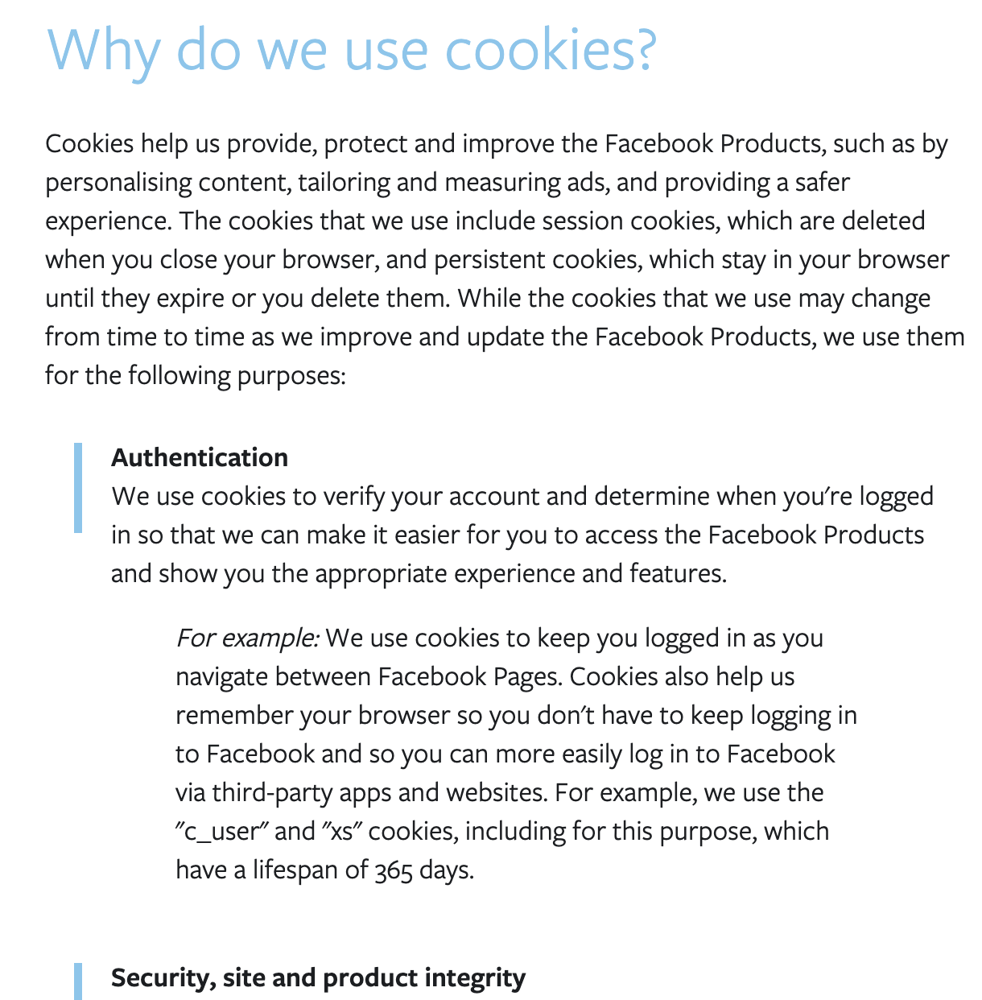 Why do we use cookies?
Cookies help us provide, protect and improve the Facebook Products, such as by
personalising content, tailoring and measuring ads, and providing a safer
experience. The cookies that we use include session cookies, which are deleted
when you close your browser, and persistent cookies, which stay in your browser
until they expire or you delete them. While the cookies that we use may change
from time to time as we improve and update the Facebook Products, we use them
for the following purposes:
Authentication
We use cookies to verify your account and determine when you're logged
in so that we can make it easier for you to access the Facebook Products
and show you the appropriate experience and features.
For example: We use cookies to keep you logged in as you
navigate between Facebook Pages. Cookies also help us
remember your browser so you don't have to keep logging in
to Facebook and so you can more easily log in to Facebook
via third-party apps and websites. For example, we use the
"c_user" and "xs" cookies, including for this purpose, which
have a lifespan of 365 days.
Security, site and product integrity